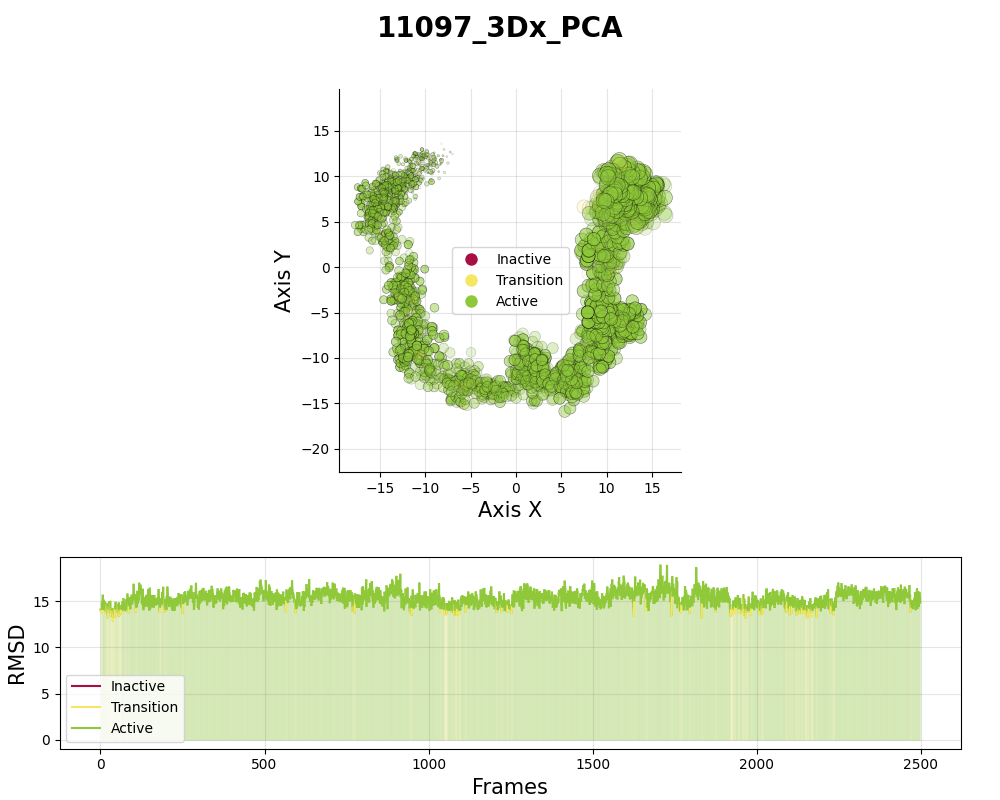 11097_3Dx_PCA
15
10
5
0
−5
−10
−15
−20
Axis Y
Inactive
Transition
Active
−15 −10 −5 0 5 10 15
Axis X
15
10
5
0
RMSD
Inactive
Transition
Active
0 500 1000 1500 2000 2500
Frames